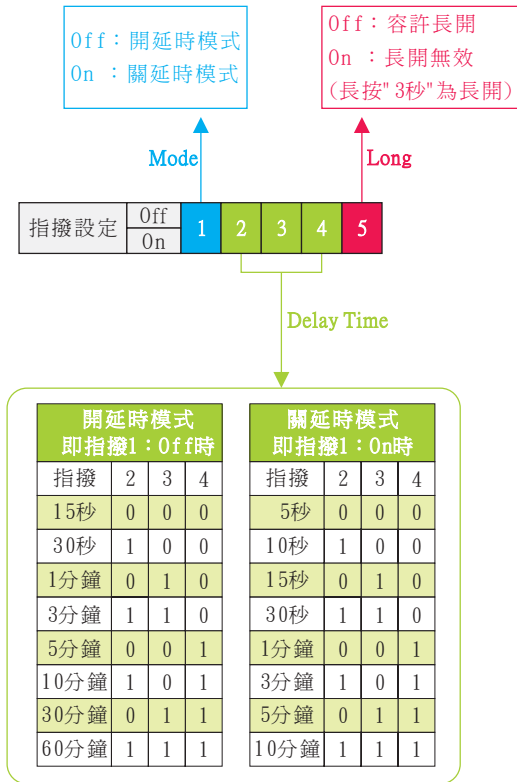 Off：開延時模式
On ：關延時模式
Off：容許長開
On ：長開無效
(長按"3秒"為長開)
Mode
Long
指撥設定 Off On 1 2 3 4 5
Delay Time
開延時模式
即指撥1：Off時
指撥 2 3 4
15秒 0 0 0
30秒 1 0 0
1分鐘 0 1 0
3分鐘 1 1 0
5分鐘 0 0 1
10分鐘 1 0 1
30分鐘 0 1 1
60分鐘 1 1 1
關延時模式
即指撥1：On時
指撥 2 3 4
5秒 0 0 0
10秒 1 0 0
15秒 0 1 0
30秒 1 1 0
1分鐘 0 0 1
3分鐘 1 0 1
5分鐘 0 1 1
10分鐘 1 1 1